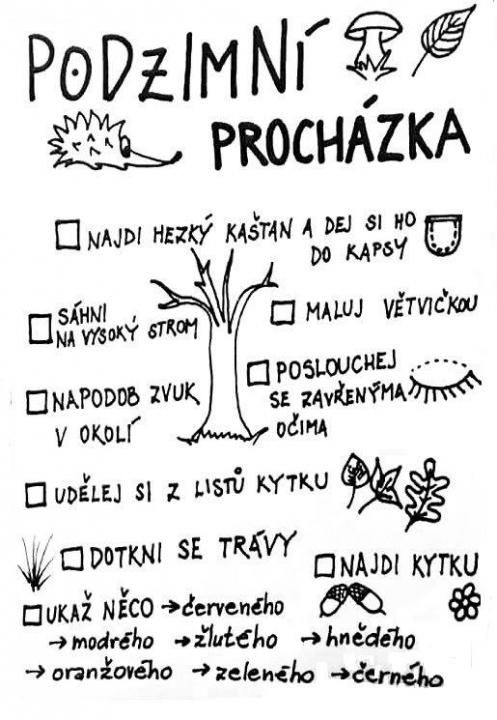 PODZIMNÍ
PROCHÁZKA
NAJDI HEZKÝ KAŠTAN A DEJ SI HO
DO KAPSY
SÁHNI
NA VYSOKÝ STROM
MALUJ VĚTVIČKOU
NAPODOB ZVUK
V OKOLÍ
POSLOUCHEJ
SE ZAVŘENÝMA
OČIMA
UDĚLEJ SI Z LISTŮ KYTKU
DOTKNI SE TRÁVY
NAJDI KYTKU
UKAŽ NĚCO →červeného
→modrého →žlutého →hnědého
→oranžového →zeleného →černého